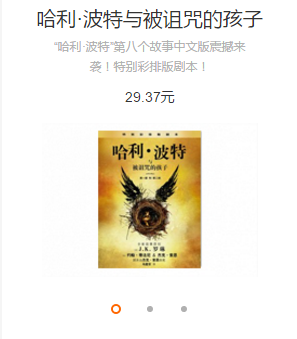 哈利·波特与被诅咒的孩子
“哈利·波特”第八个故事中文版震撼来
袭！特别彩排版剧本！
29.37元
哈利·波特
与
被诅咒的孩子
J.K.罗琳